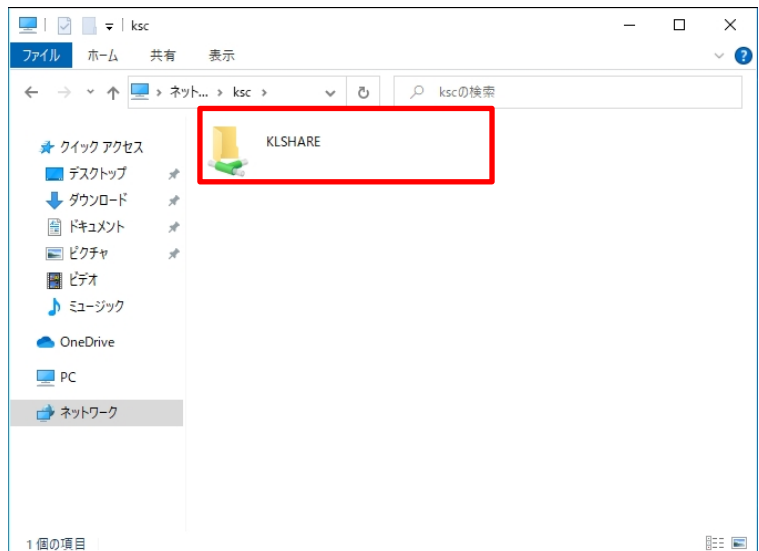 ksc
ファイル ホーム 共有 表示
ネット... › ksc › kscの検索
KLSHARE
クイック アクセス
デスクトップ
ダウンロード
ドキュメント
ピクチャ
ビデオ
ミュージック
OneDrive
PC
ネットワーク
1 個の項目